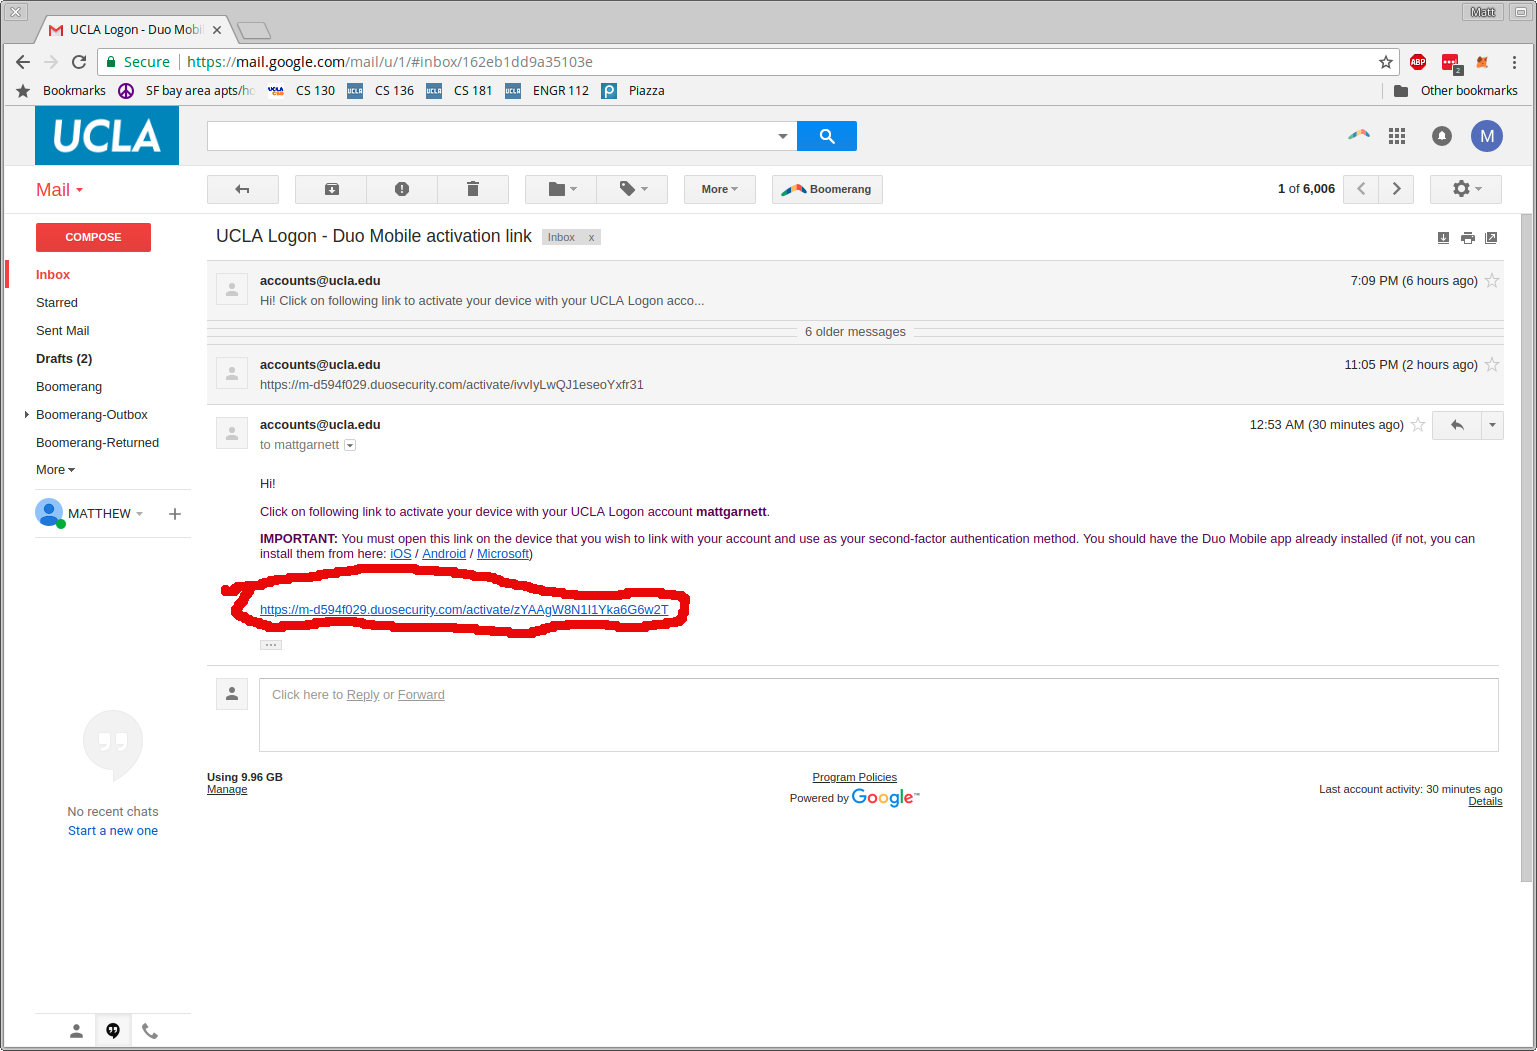 Matt
UCLA Logon - Duo Mobil
Secure https://mail.google.com/mail/u/1/#inbox/162eb1dd9a35103e
ABP 2
Bookmarks SF bay area apts/ho CS 130 CS 136 CS 181 ENGR 112 Piazza Other bookmarks
UCLA M
Mail More Boomerang 1 of 6,006
COMPOSE
UCLA Logon - Duo Mobile activation link Inbox x
Inbox
Starred
Sent Mail
Drafts (2)
Boomerang
Boomerang-Outbox
Boomerang-Returned
More
MATTHEW
accounts@ucla.edu 7:09 PM (6 hours ago)
Hi! Click on following link to activate your device with your UCLA Logon acco...
6 older messages
accounts@ucla.edu 11:05 PM (2 hours ago)
https://m-d594f029.duosecurity.com/activate/ivvIyLwQJ1eseoYxfr31
accounts@ucla.edu 12:53 AM (30 minutes ago)
to mattgarnett
Hi!
Click on following link to activate your device with your UCLA Logon account mattgarnett.
IMPORTANT: You must open this link on the device that you wish to link with your account and use as your second-factor authentication method. You should have the Duo Mobile app already installed (if not, you can
install them from here: iOS / Android / Microsoft)
https://m-d594f029.duosecurity.com/activate/zYAAgW8N1I1Yka6G6w2T
Click here to Reply or Forward
No recent chats
Start a new one
Using 9.96 GB
Manage
Program Policies
Powered by Google™
Last account activity: 30 minutes ago
Details